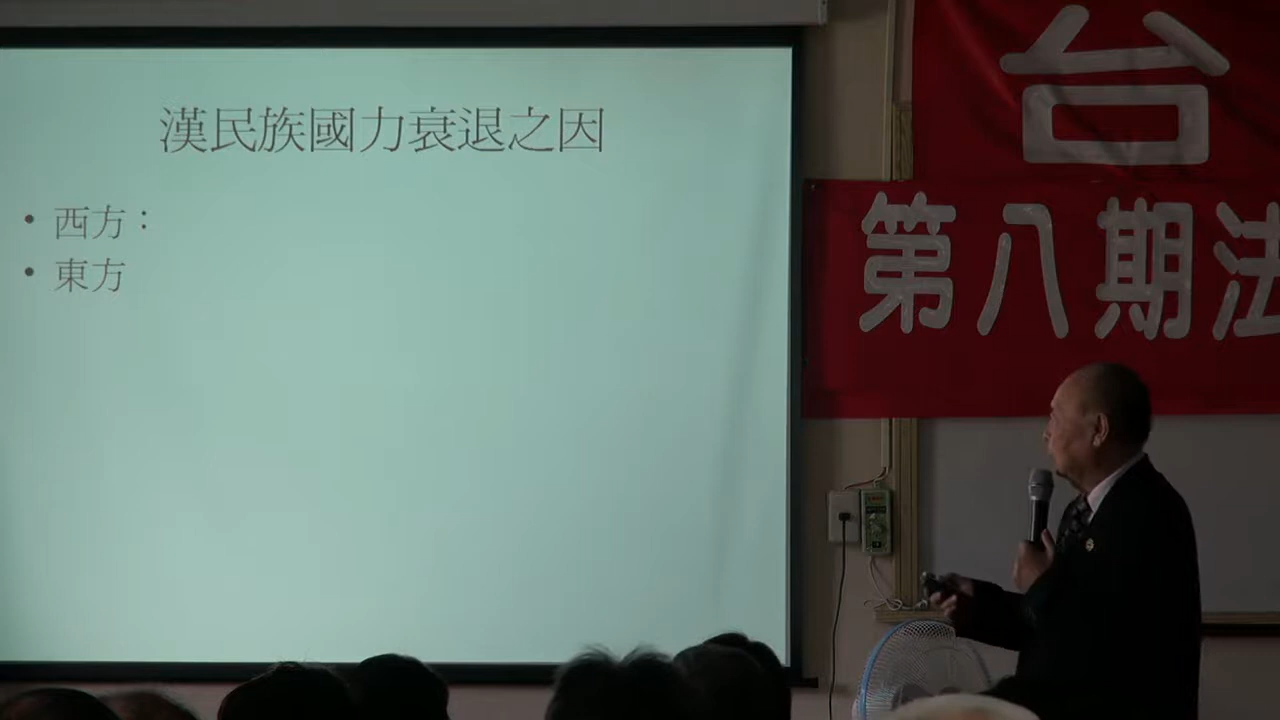 漢民族國力衰退之因
• 西方：
• 東方
台
第八期法